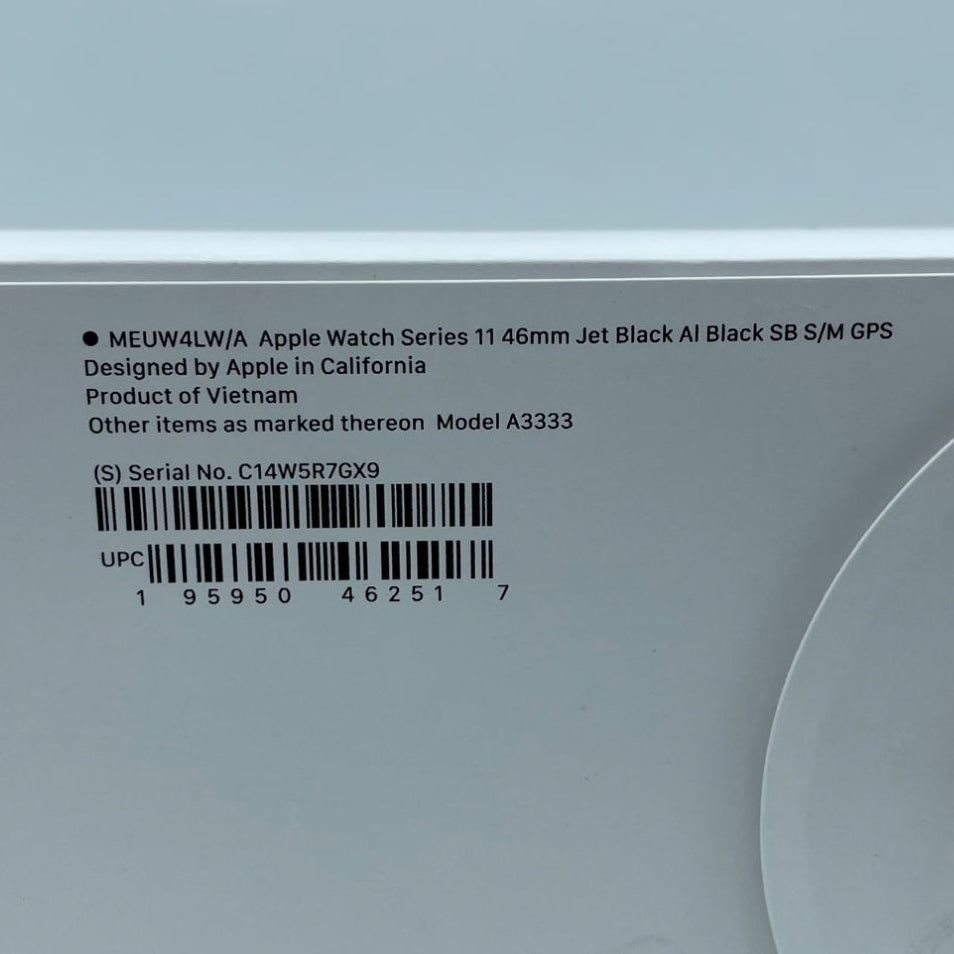 ● MEUW4LW/A Apple Watch Series 11 46mm Jet Black Al Black SB S/M GPS
Designed by Apple in California
Product of Vietnam
Other items as marked thereon Model A3333
(S) Serial No. C14W5R7GX9
UPC
1 95950 46251 7